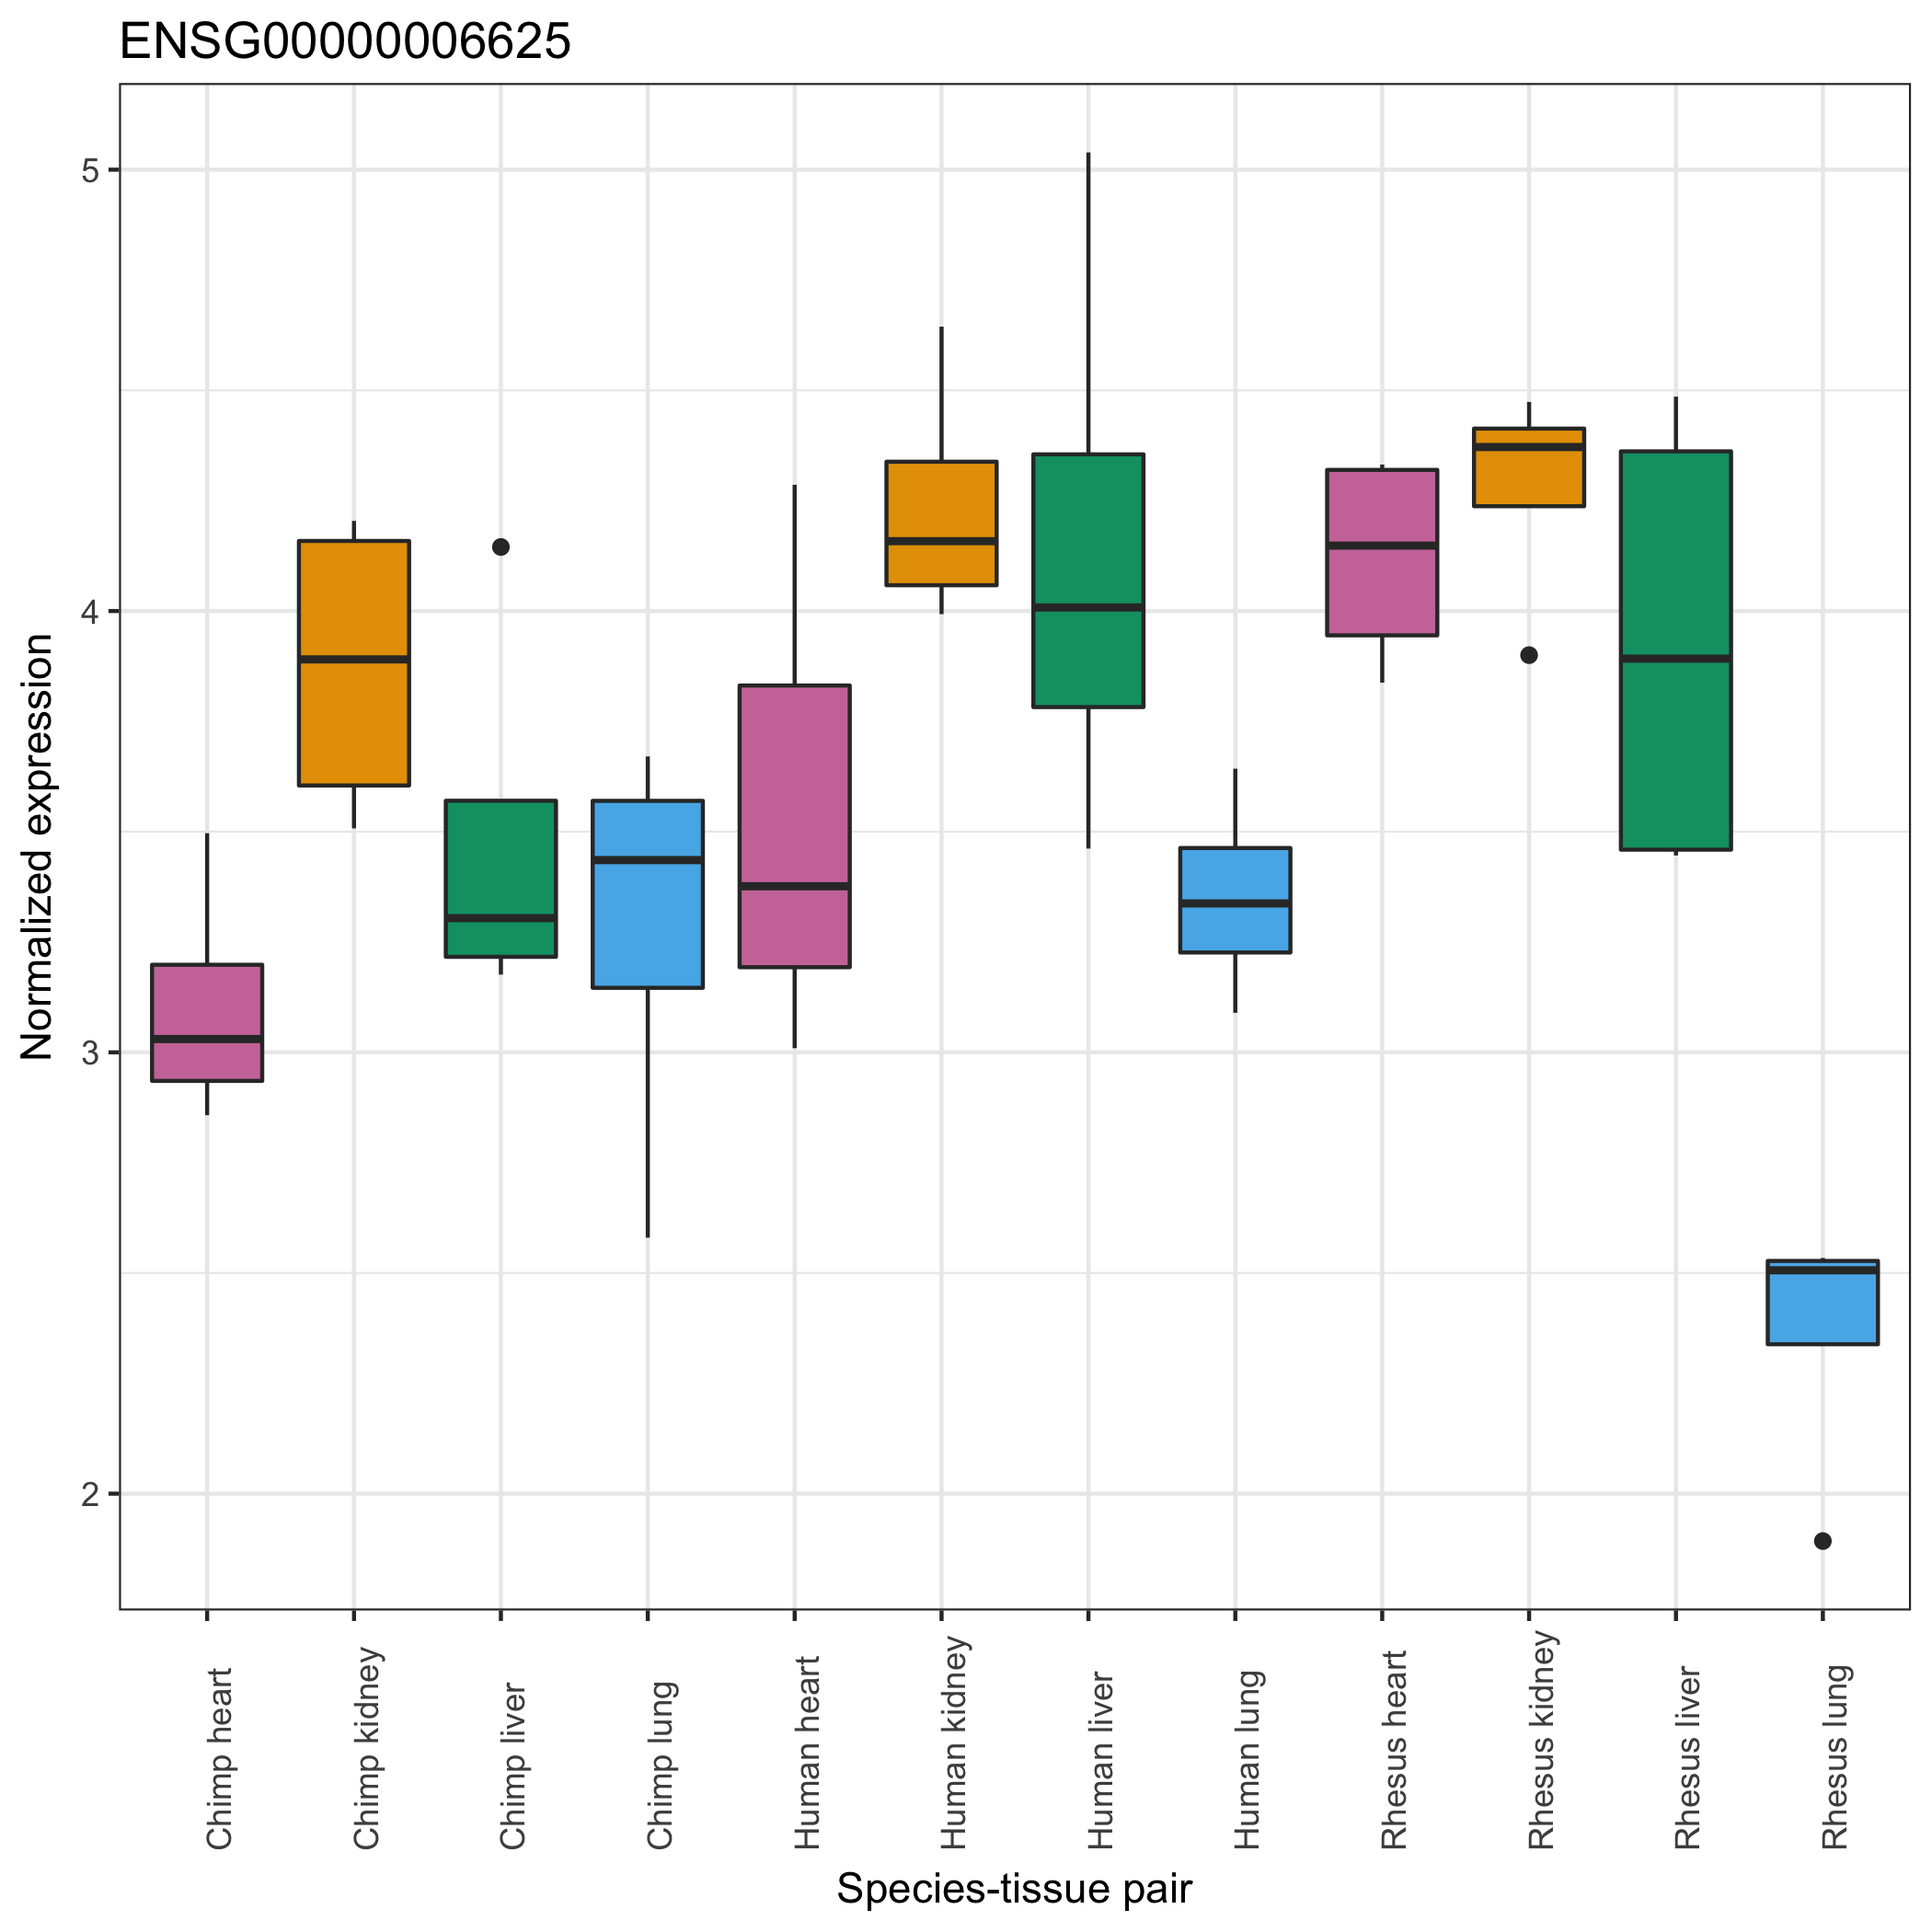 ENSG00000006625
Normalized expression
5
4
3
2
Chimp heart
Chimp kidney
Chimp liver
Chimp lung
Human heart
Human kidney
Human liver
Human lung
Rhesus heart
Rhesus kidney
Rhesus liver
Rhesus lung
Species-tissue pair